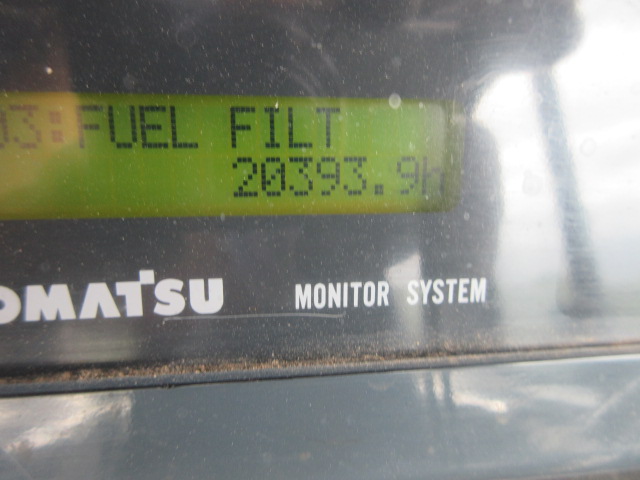 03:FUEL FILT
20393.9h
OMATSU
MONITOR SYSTEM